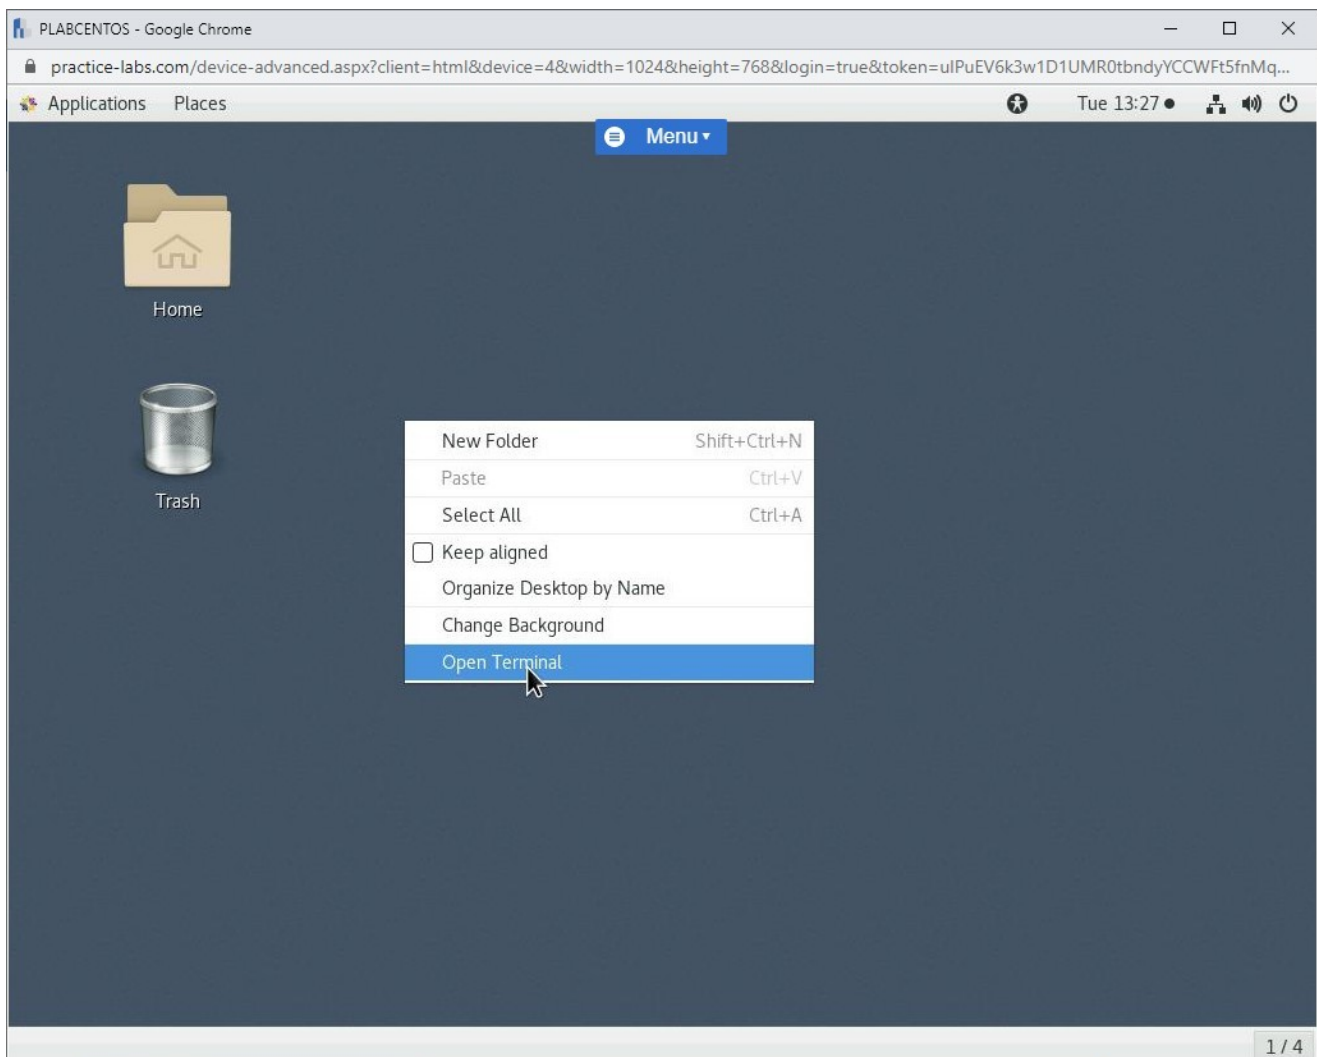 PLABCENTOS - Google Chrome
practice-labs.com/device-advanced.aspx?client=html&device=4&width=1024&height=768&login=true&token=uIPuEV6k3w1D1UMR0tbndyYCCWFt5fnMq...
Applications Places Tue 13:27
Menu
Home
Trash
New Folder Shift+Ctrl+N
Paste Ctrl+V
Select All Ctrl+A
Keep aligned
Organize Desktop by Name
Change Background
Open Terminal
1 / 4